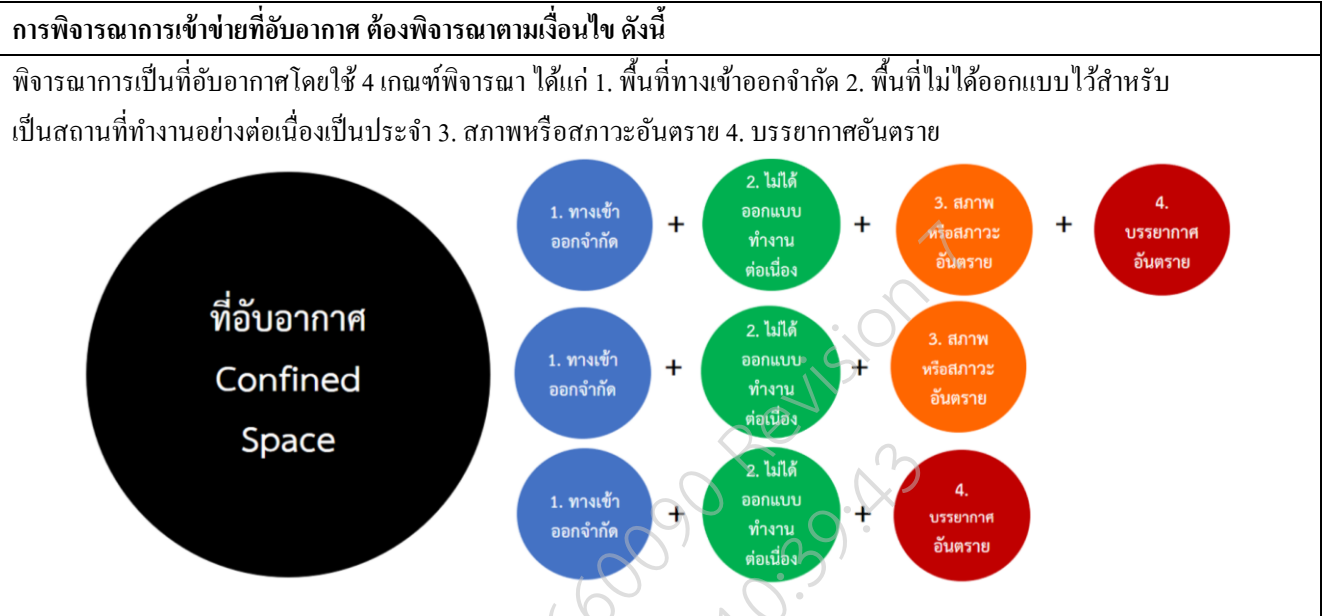 การพิจารณาการเข้าข่ายที่อับอากาศ ต้องพิจารณาตามเงื่อนไข ดังนี้
พิจารณาการเป็นที่อับอากาศโดยใช้ 4 เกณฑ์พิจารณา ได้แก่ 1. พื้นที่ทางเข้าออกจำกัด 2. พื้นที่ไม่ได้ออกแบบไว้สำหรับ
เป็นสถานที่ทำงานอย่างต่อเนื่องเป็นประจำ 3. สภาพหรือสภาวะอันตราย 4. บรรยากาศอันตราย
ที่อับอากาศ
Confined
Space
1. ทางเข้า
ออกจำกัด
+
2. ไม่ได้
ออกแบบ
ทำงาน
ต่อเนื่อง
+
3. สภาพ
หรือสภาวะ
อันตราย
+
4.
บรรยากาศ
อันตราย
1. ทางเข้า
ออกจำกัด
+
2. ไม่ได้
ออกแบบ
ทำงาน
ต่อเนื่อง
+
3. สภาพ
หรือสภาวะ
อันตราย
1. ทางเข้า
ออกจำกัด
+
2. ไม่ได้
ออกแบบ
ทำงาน
ต่อเนื่อง
+
4.
บรรยากาศ
อันตราย
60090 Revision
10:39:43